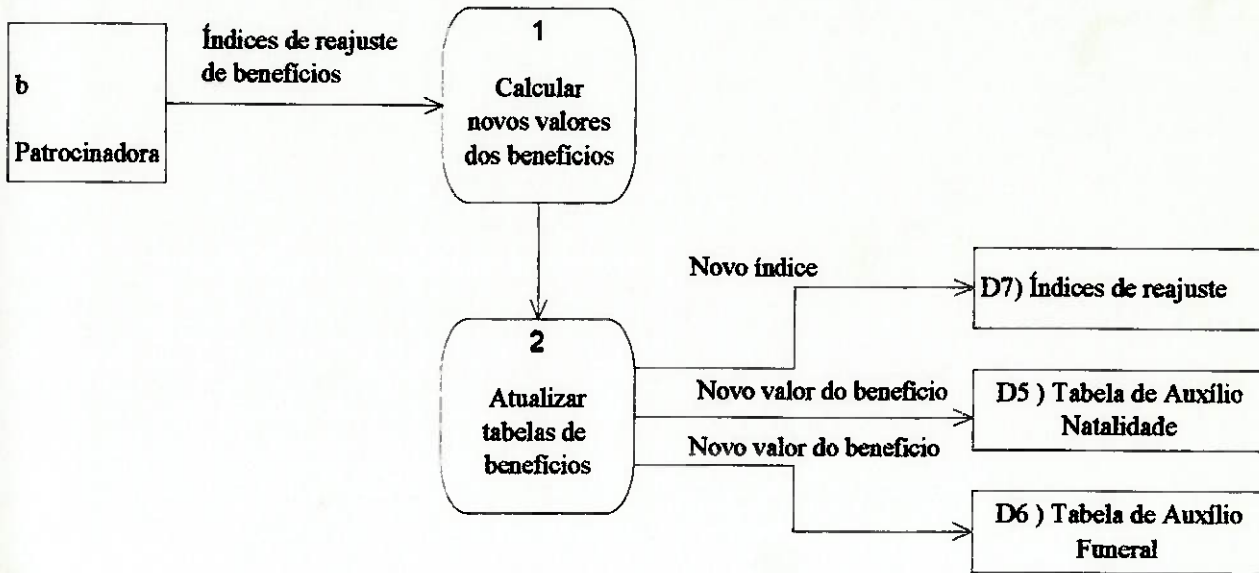 b
Patrocinadora
Índices de reajuste
de benefícios
1
Calcular
novos valores
dos benefícios
2
Atualizar
tabelas de
benefícios
Novo índice
D7) Índices de reajuste
Novo valor do benefício
D5 ) Tabela de Auxílio
Natalidade
Novo valor do benefício
D6 ) Tabela de Auxílio
Funeral